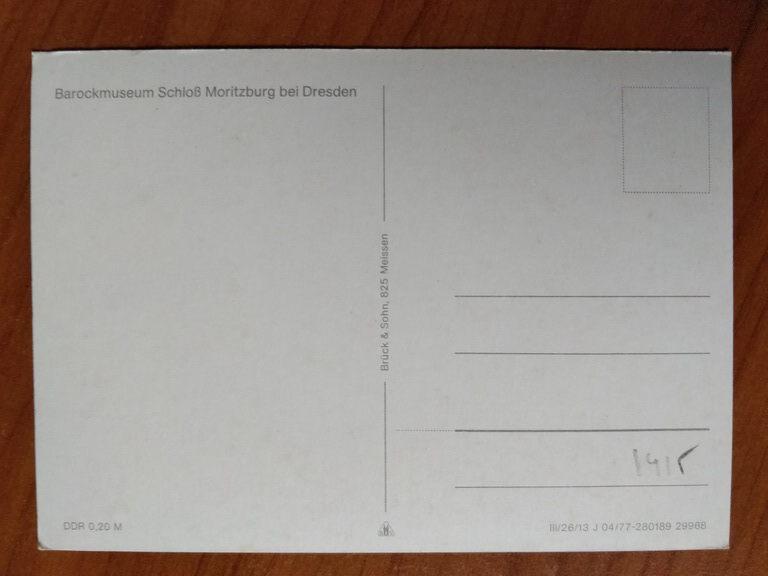 Barockmuseum Schloß Moritzburg bei Dresden
Brück & Sohn, 825 Meissen
1415
DDR 0,20 M
III/26/13 J 04/77-280189 29968